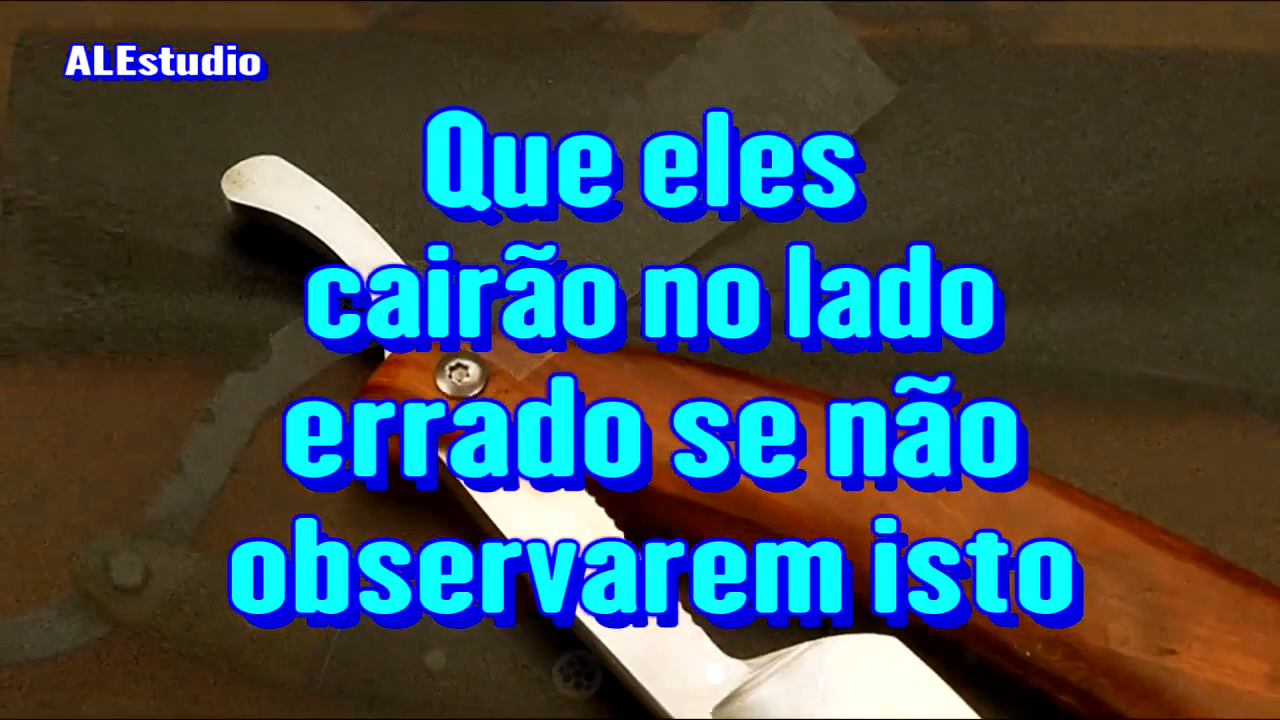 ALEstudio
Que eles
cairão no lado
errado se não
observarem isto